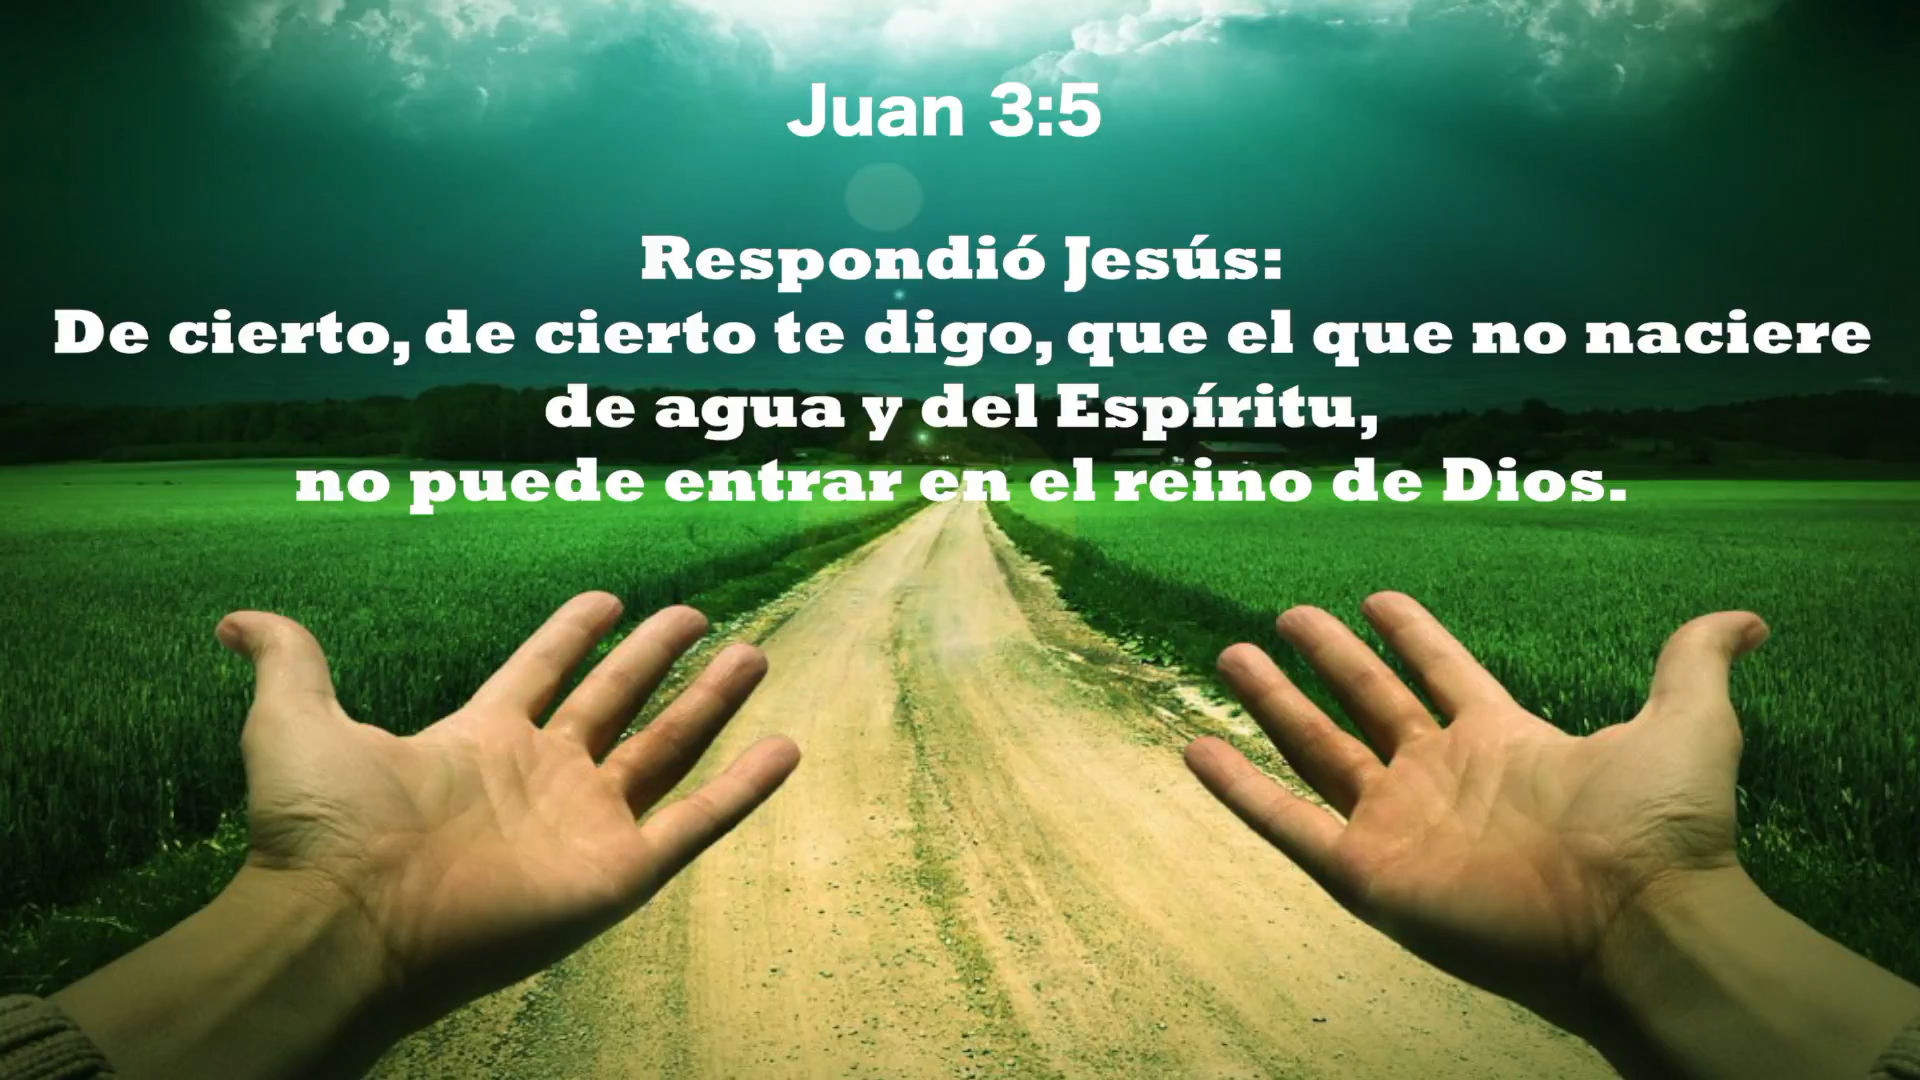 Juan 3:5
Respondió Jesús:
De cierto, de cierto te digo, que el que no naciere
de agua y del Espíritu,
no puede entrar en el reino de Dios.